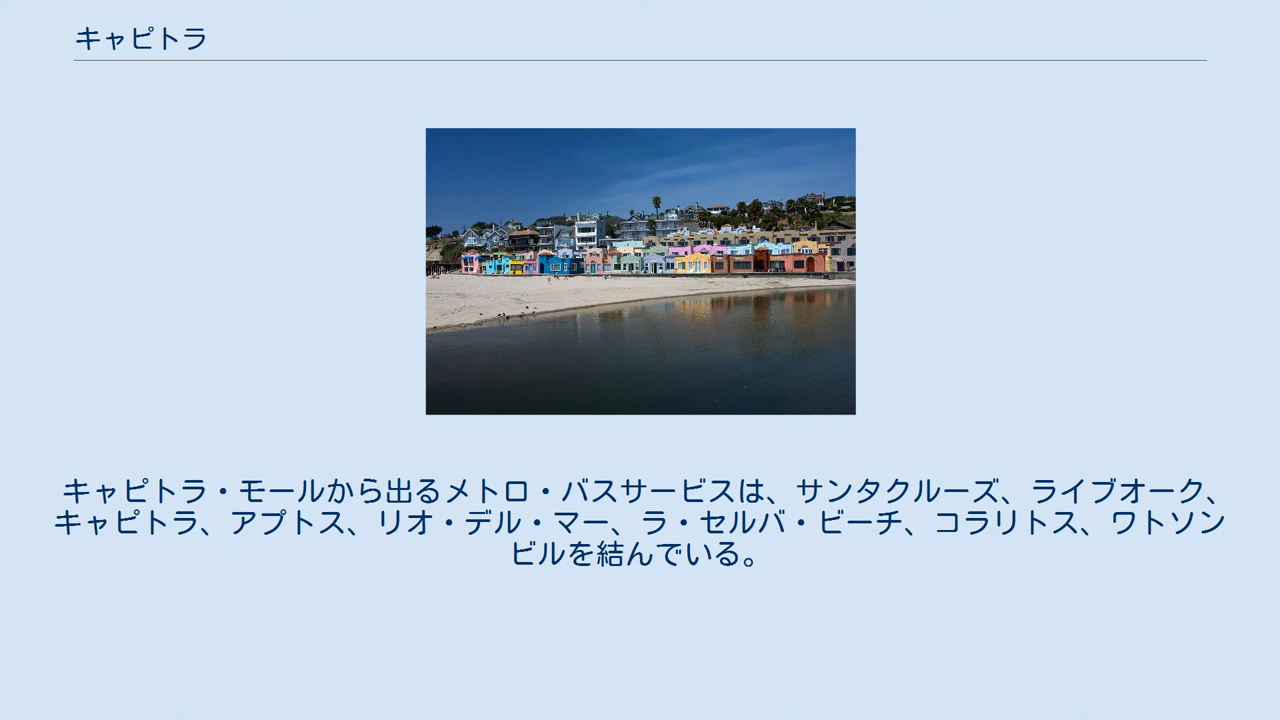 キャピトラ
キャピトラ・モールから出るメトロ・バスサービスは、サンタクルーズ、ライブオーク、
キャピトラ、アプトス、リオ・デル・マー、ラ・セルバ・ビーチ、コラリトス、ワトソン
ビルを結んでいる。